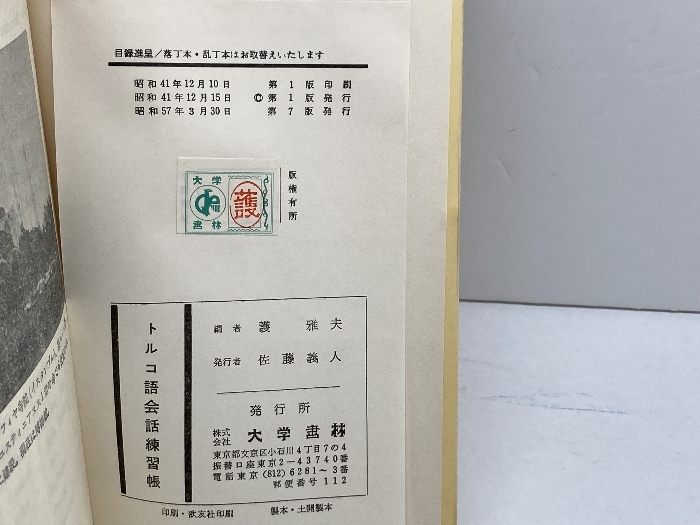 目録進呈／落丁本・乱丁本はお取替えいたします
昭和41年12月10日　第1版印刷
昭和41年12月15日　©第1版発行
昭和57年3月30日　第7版発行
大学
書林
護
版権有所
トルコ語会話練習帳
編者　護　雅夫
発行者　佐藤義人
発行所
株式会社　大学書林
東京都文京区小石川4丁目7の4
振替口座東京2－43740番
電話東京(812)6281～3番
郵便番号 112
印刷・欧友社印刷　製本・土開製本